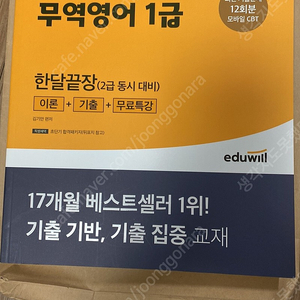 무역영어 1급
12회분
모바일 CBT
한달끝장(2급 동시 대비)
이론 + 기출 + 무료특강
eduwill
17개월 베스트셀러 1위!
기출 기반, 기출 집중 교재